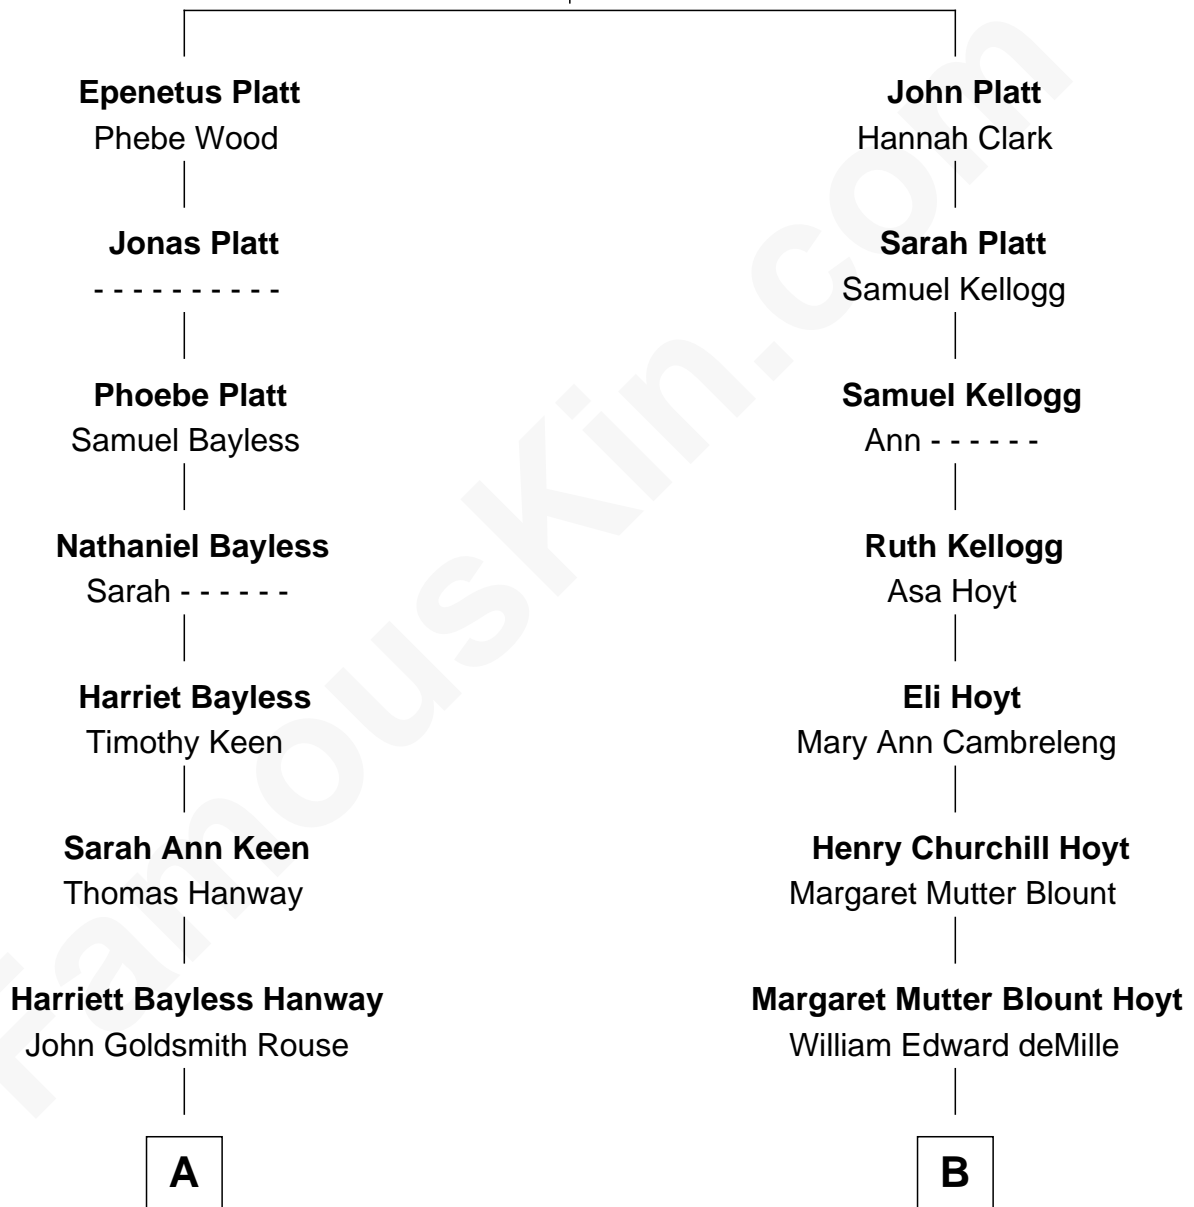 Epenetus Platt
Phebe Wood
Jonas Platt
- - - - - - - - - -
Phoebe Platt
Samuel Bayless
Nathaniel Bayless
Sarah - - - - - -
Harriet Bayless
Timothy Keen
Sarah Ann Keen
Thomas Hanway
Harriett Bayless Hanway
John Goldsmith Rouse
A
John Platt
Hannah Clark
Sarah Platt
Samuel Kellogg
Samuel Kellogg
Ann - - - - - -
Ruth Kellogg
Asa Hoyt
Eli Hoyt
Mary Ann Cambreleng
Henry Churchill Hoyt
Margaret Mutter Blount
Margaret Mutter Blount Hoyt
William Edward deMille
B
FamousKin.com